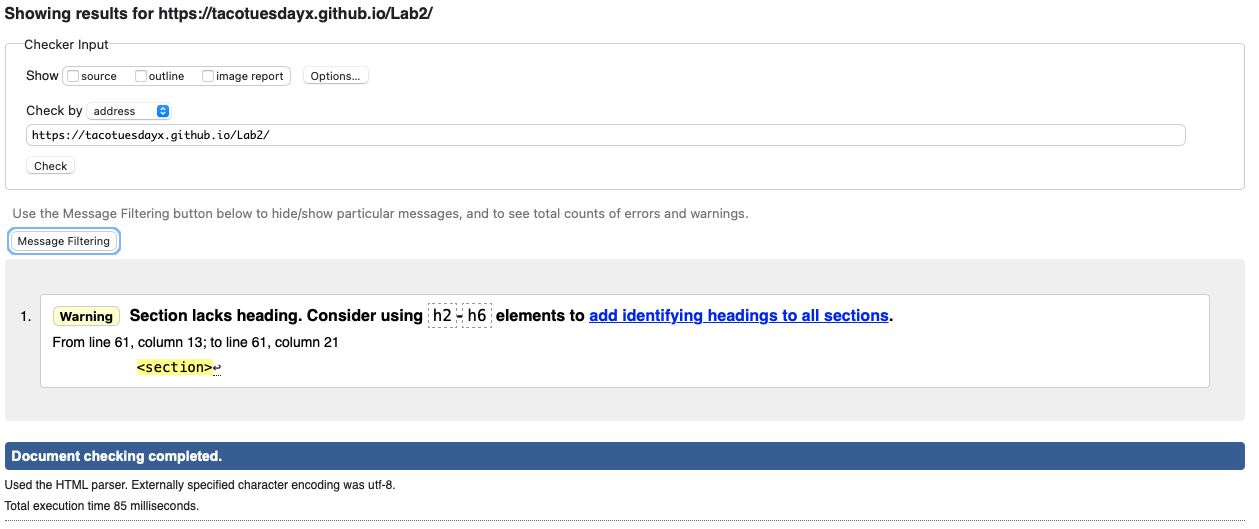 Showing results for https://tacotuesdayx.github.io/Lab2/
Checker Input
Show source outline image report Options...
Check by address
https://tacotuesdayx.github.io/Lab2/
Check
Use the Message Filtering button below to hide/show particular messages, and to see total counts of errors and warnings.
Message Filtering
1. Warning Section lacks heading. Consider using h2-h6 elements to add identifying headings to all sections.
From line 61, column 13; to line 61, column 21
<section>↩
Document checking completed.
Used the HTML parser. Externally specified character encoding was utf-8.
Total execution time 85 milliseconds.